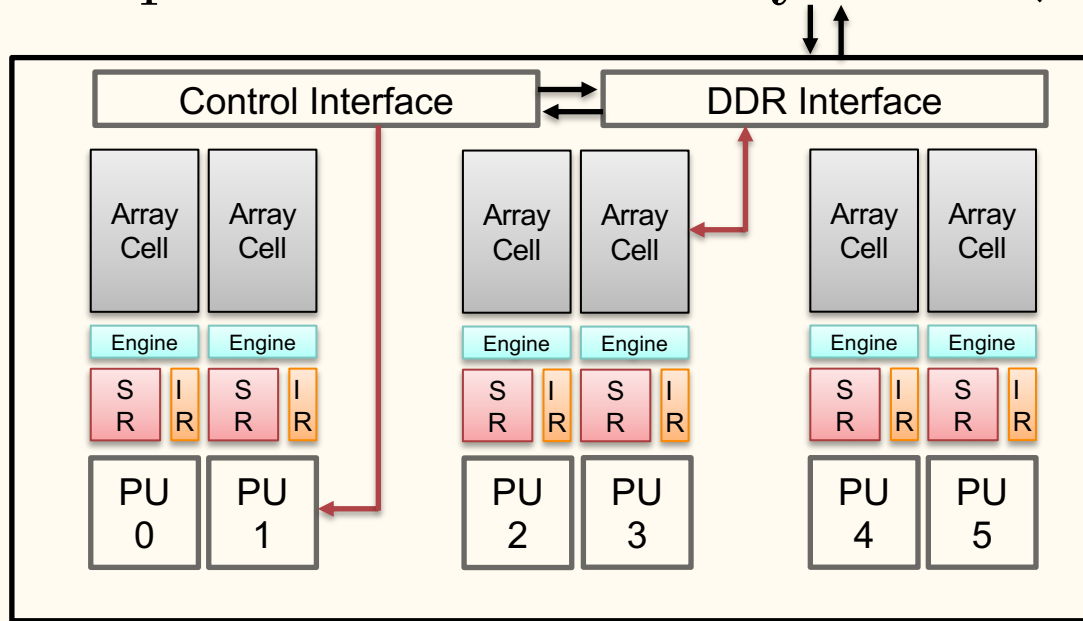 Control Interface DDR Interface
Array Array Array Array Array Array
Cell Cell Cell Cell Cell Cell
Engine Engine Engine Engine Engine Engine
S I S I S I S I S I S I
R R R R R R R R R R R R
PU PU PU PU PU PU
0 1 2 3 4 5